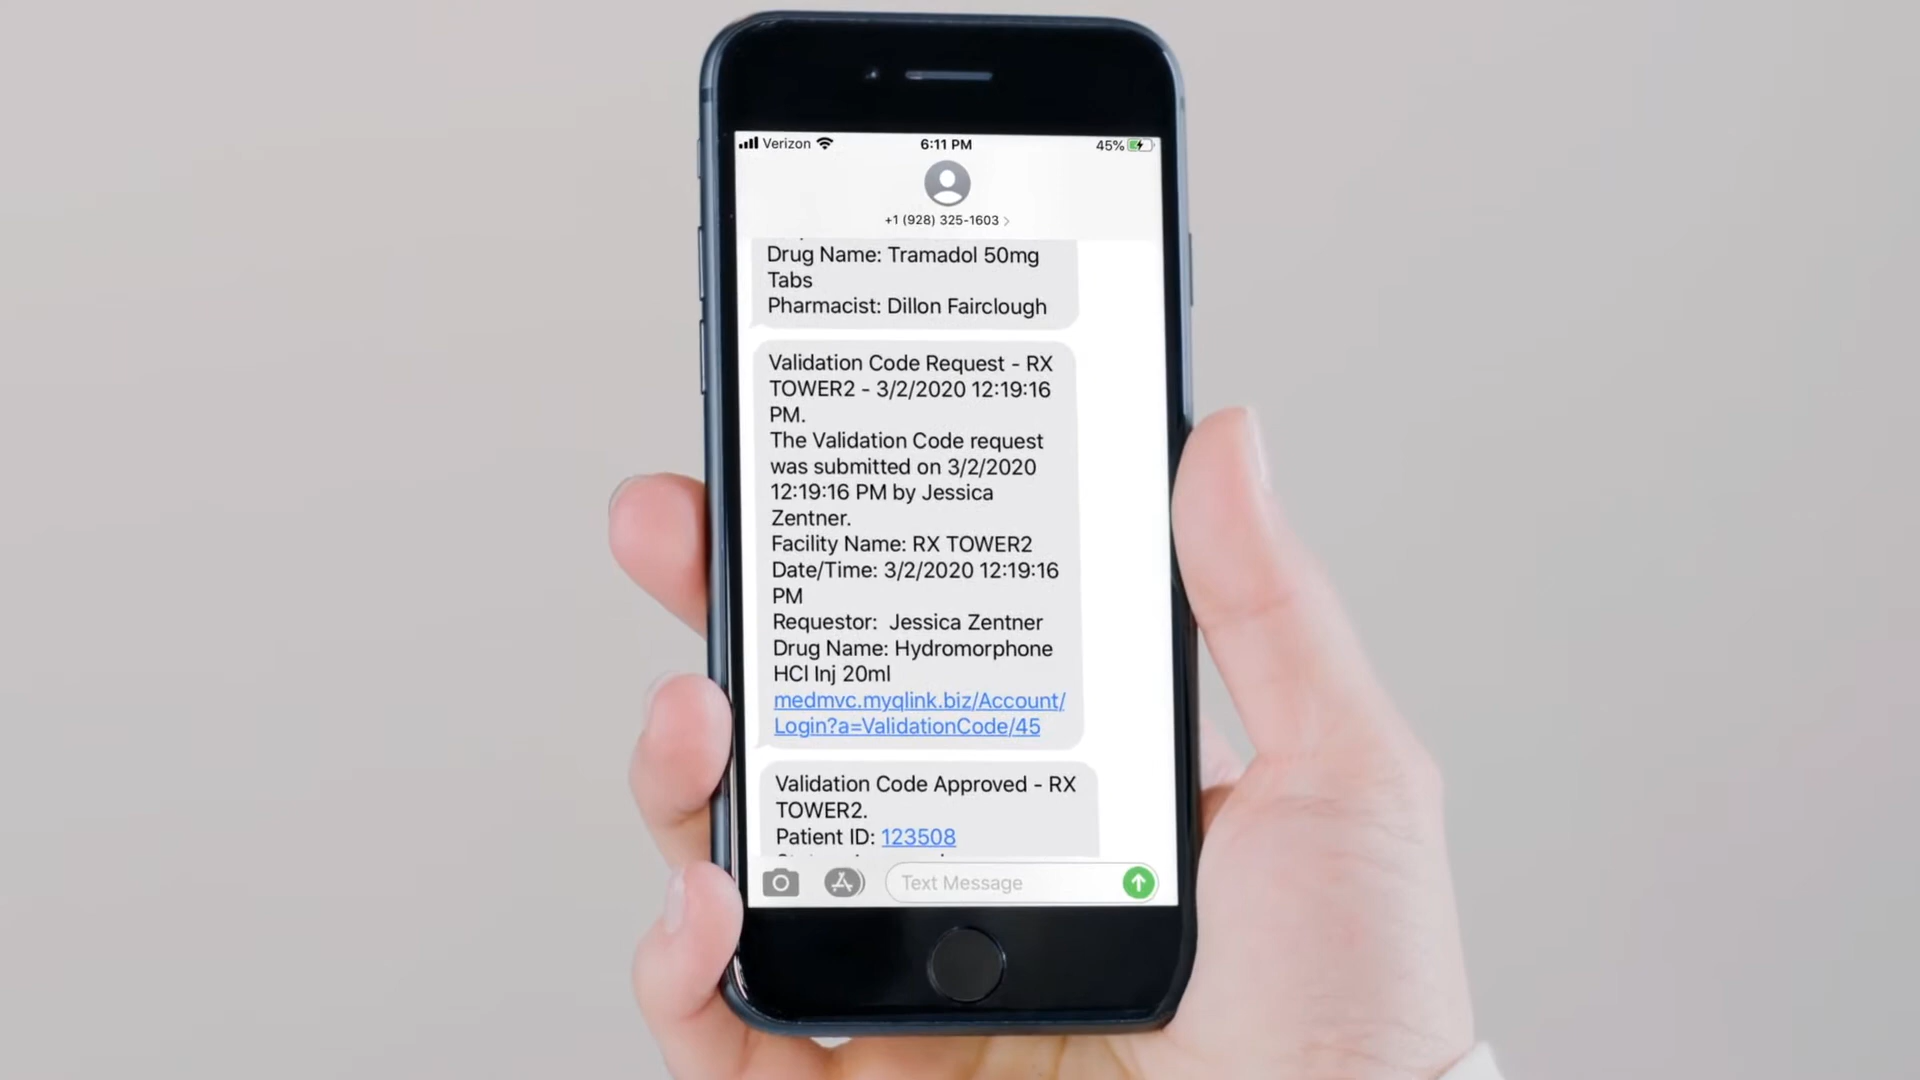 Verizon 6:11 PM 45%
+1 (928) 325-1603 >
Drug Name: Tramadol 50mg
Tabs
Pharmacist: Dillon Fairclough
Validation Code Request - RX
TOWER2 - 3/2/2020 12:19:16
PM.
The Validation Code request
was submitted on 3/2/2020
12:19:16 PM by Jessica
Zentner.
Facility Name: RX TOWER2
Date/Time: 3/2/2020 12:19:16
PM
Requestor:  Jessica Zentner
Drug Name: Hydromorphone
HCl Inj 20ml
medmvc.myqlink.biz/Account/
Login?a=ValidationCode/45
Validation Code Approved - RX
TOWER2.
Patient ID: 123508
Text Message